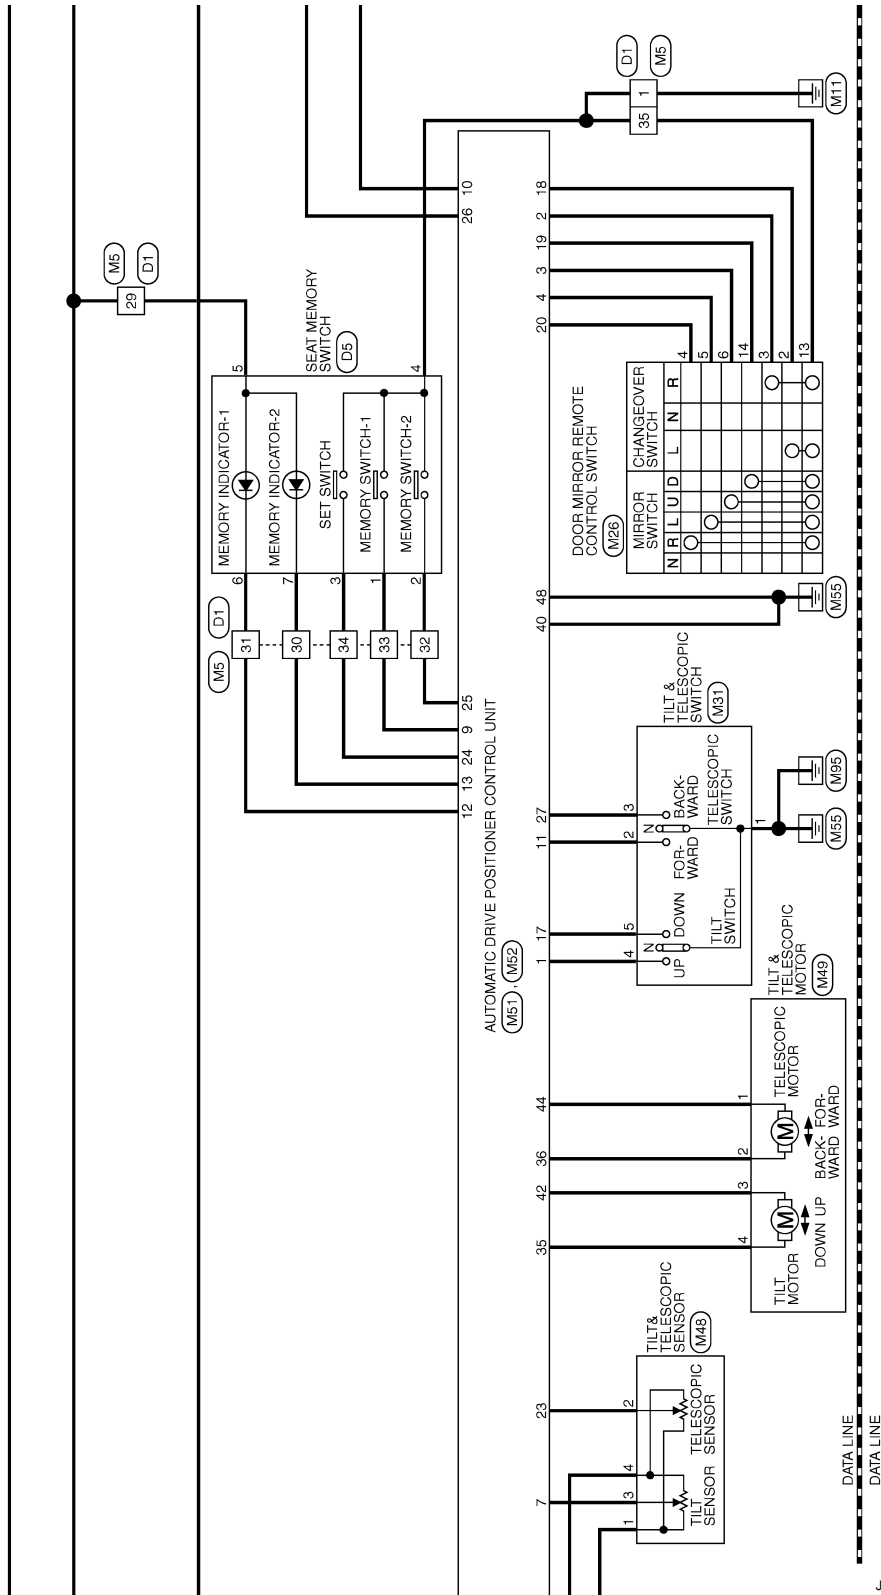 D1
M5
1
35
M11
10
26
18
2
19
3
4
20
M5
D1
29
SEAT MEMORY
SWITCH
D5
5
4
MEMORY INDICATOR-1
MEMORY INDICATOR-2
SET SWITCH
MEMORY SWITCH-1
MEMORY SWITCH-2
6
7
3
1
2
D1
M5
31
30
34
33
32
25
9
24
13
12
AUTOMATIC DRIVE POSITIONER CONTROL UNIT
M51 , M52
DOOR MIRROR REMOTE
CONTROL SWITCH
M26
4
5
6
14
3
2
13
MIRROR
SWITCH
CHANGEOVER
SWITCH
N R L U D L N R
48
40
M55
TILT &
TELESCOPIC
SWITCH
M31
27
11
17
1
3
2
5
4
BACK-
WARD
N
FOR-
WARD
TELESCOPIC
SWITCH
DOWN
N
UP
TILT
SWITCH
1
M95
M55
TILT &
TELESCOPIC
MOTOR
M49
44
36
42
35
1
2
3
4
TELESCOPIC
MOTOR
M
BACK-
WARD
FOR-
WARD
M
DOWN UP
TILT
MOTOR
TILT&
TELESCOPIC
SENSOR
M48
23
7
2
4
3
1
TELESCOPIC
SENSOR
TILT
SENSOR
DATA LINE
DATA LINE